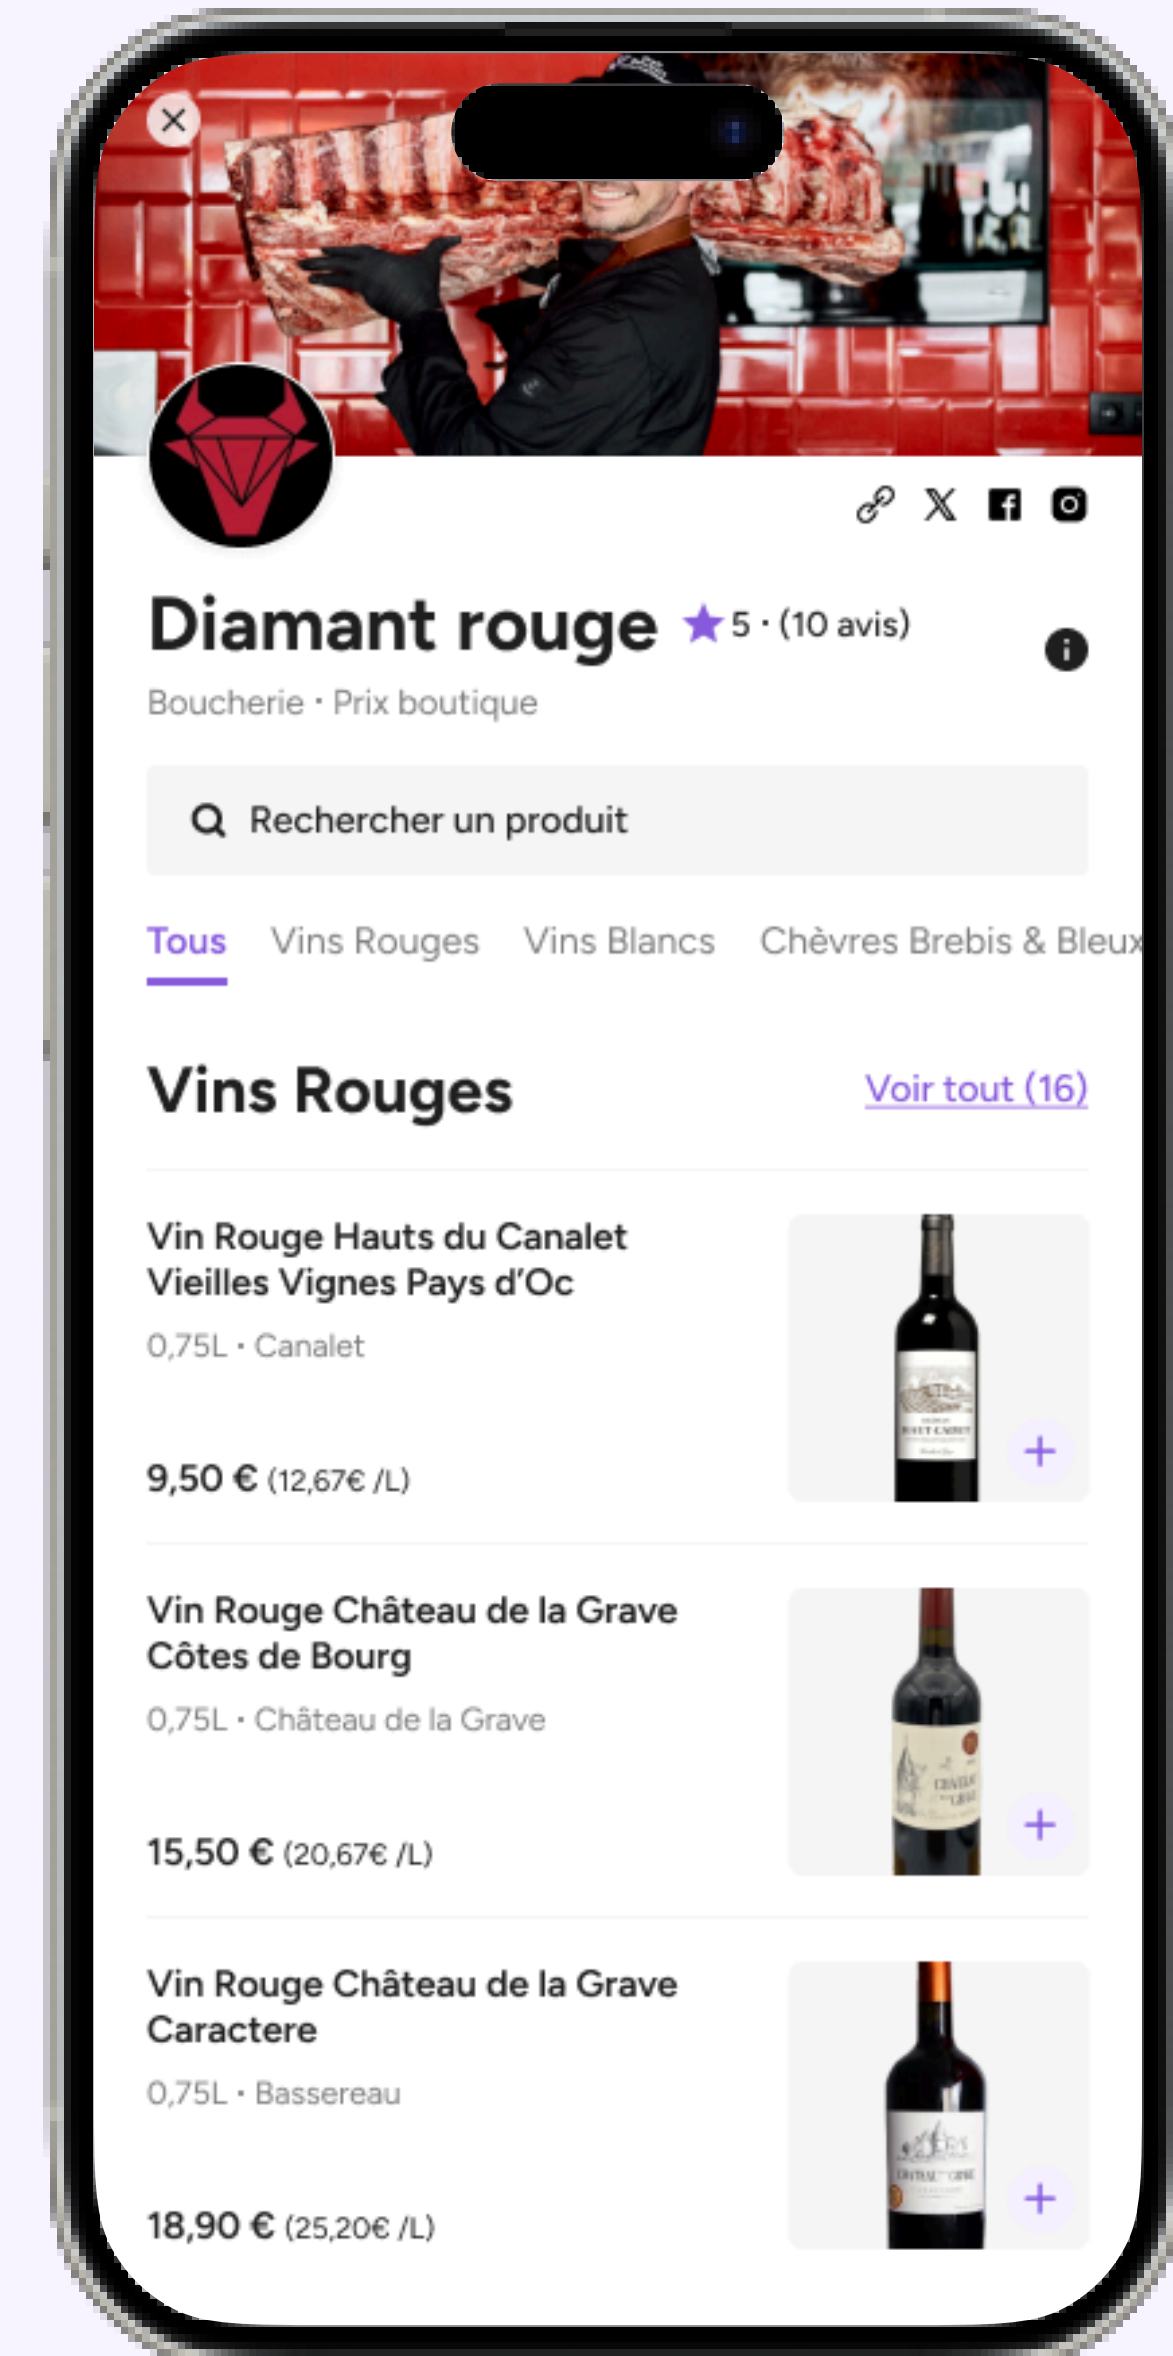 Diamant rouge
5 · (10 avis)
Boucherie · Prix boutique
Rechercher un produit
Tous Vins Rouges Vins Blancs Chèvres Brebis & Bleux
Vins Rouges
Voir tout (16)
Vin Rouge Hauts du Canalet
Vieilles Vignes Pays d’Oc
0,75L · Canalet
9,50 € (12,67€ /L)
Vin Rouge Château de la Grave
Côtes de Bourg
0,75L · Château de la Grave
15,50 € (20,67€ /L)
Vin Rouge Château de la Grave
Caractere
0,75L · Bassereau
18,90 € (25,20€ /L)